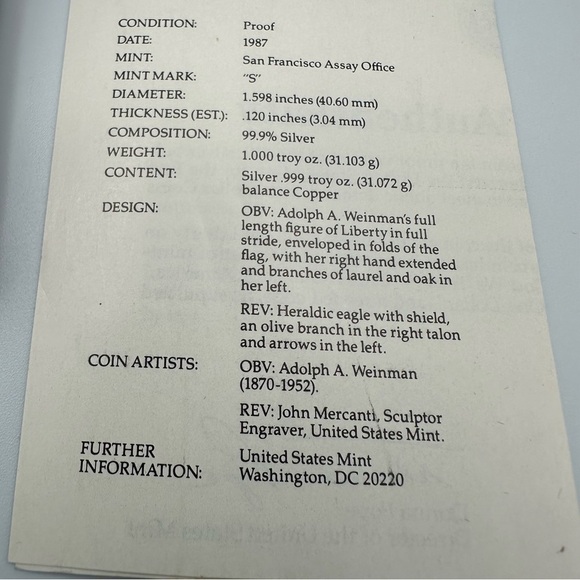 CONDITION: Proof
DATE: 1987
MINT: San Francisco Assay Office
MINT MARK: "S"
DIAMETER: 1.598 inches (40.60 mm)
THICKNESS (EST.): .120 inches (3.04 mm)
COMPOSITION: 99.9% Silver
WEIGHT: 1.000 troy oz. (31.103 g)
CONTENT: Silver .999 troy oz. (31.072 g)
balance Copper
DESIGN: OBV: Adolph A. Weinman's full
length figure of Liberty in full
stride, enveloped in folds of the
flag, with her right hand extended
and branches of laurel and oak in
her left.
REV: Heraldic eagle with shield,
an olive branch in the right talon
and arrows in the left.
COIN ARTISTS: OBV: Adolph A. Weinman
(1870-1952).
REV: John Mercanti, Sculptor
Engraver, United States Mint.
FURTHER United States Mint
INFORMATION: Washington, DC 20220